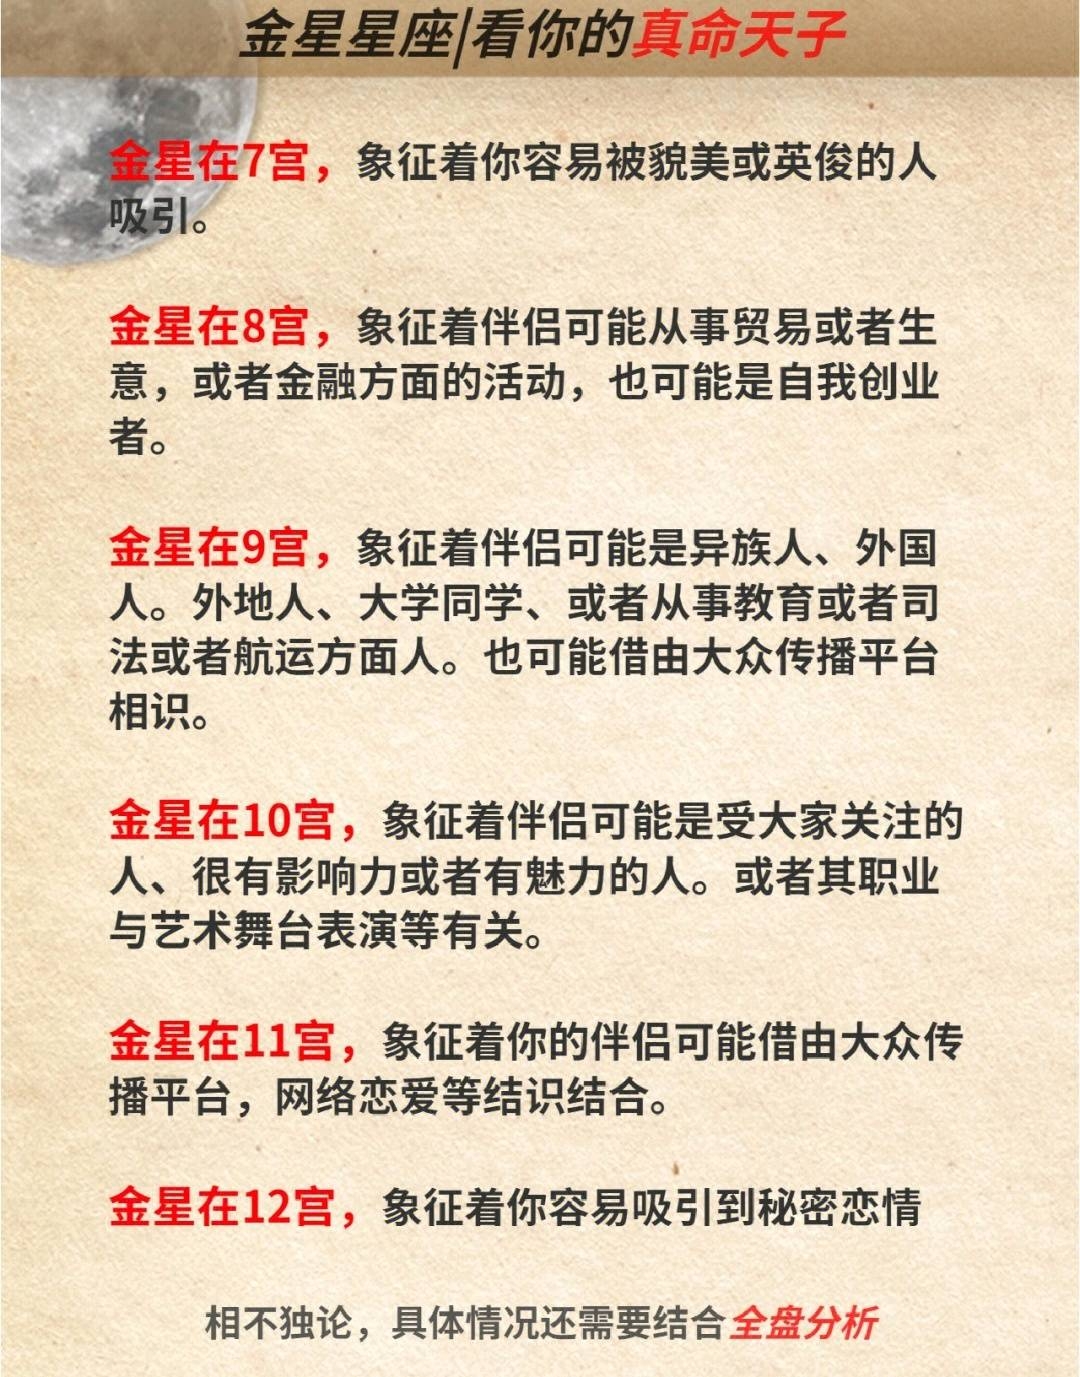 金星星座|看你的真命天子
金星在7宫，象征着你容易被貌美或英俊的人
吸引。
金星在8宫，象征着伴侣可能从事贸易或者生
意，或者金融方面的活动，也可能是自我创业
者。
金星在9宫，象征着伴侣可能是异族人、外国
人。外地人、大学同学、或者从事教育或者司
法或者航运方面人。也可能借由大众传播平台
相识。
金星在10宫，象征着伴侣可能是受大家关注的
人、很有影响力或者有魅力的人。或者其职业
与艺术舞台表演等有关。
金星在11宫，象征着你的伴侣可能借由大众传
播平台，网络恋爱等结识结合。
金星在12宫，象征着你容易吸引到秘密恋情
相不独论，具体情况还需要结合全盘分析